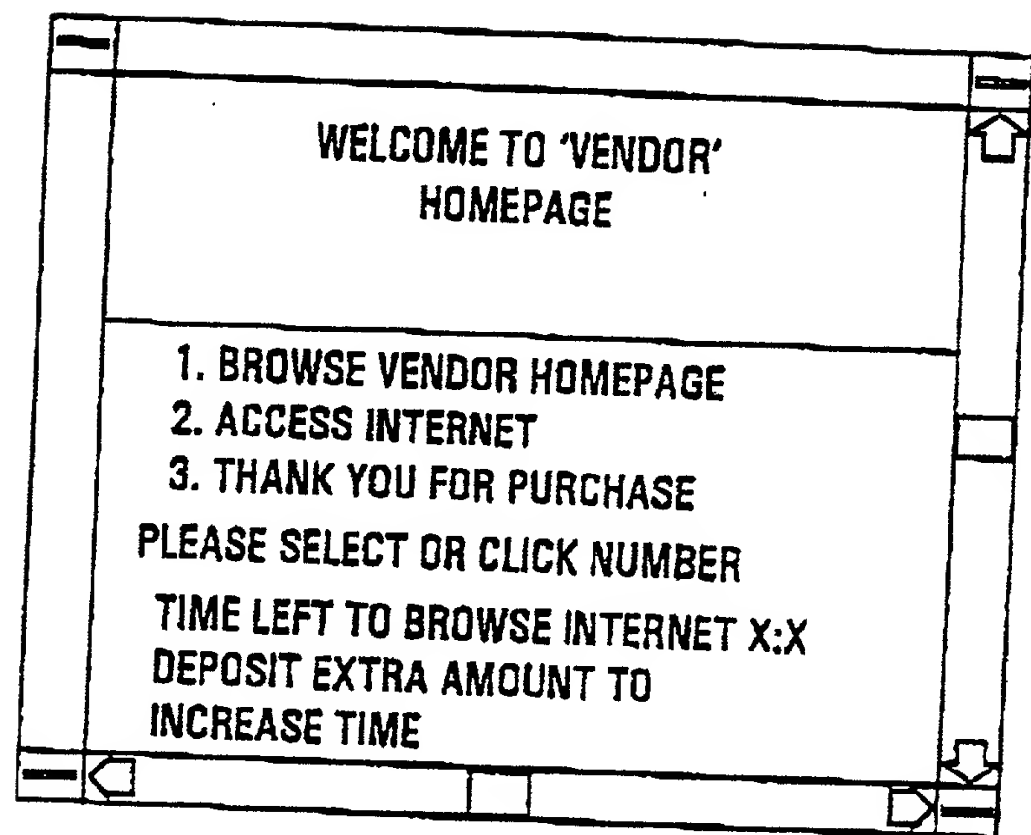 WELCOME TO 'VENDOR'
HOMEPAGE
1. BROWSE VENDOR HOMEPAGE
2. ACCESS INTERNET
3. THANK YOU FOR PURCHASE
PLEASE SELECT OR CLICK NUMBER
TIME LEFT TO BROWSE INTERNET X:X
DEPOSIT EXTRA AMOUNT TO
INCREASE TIME